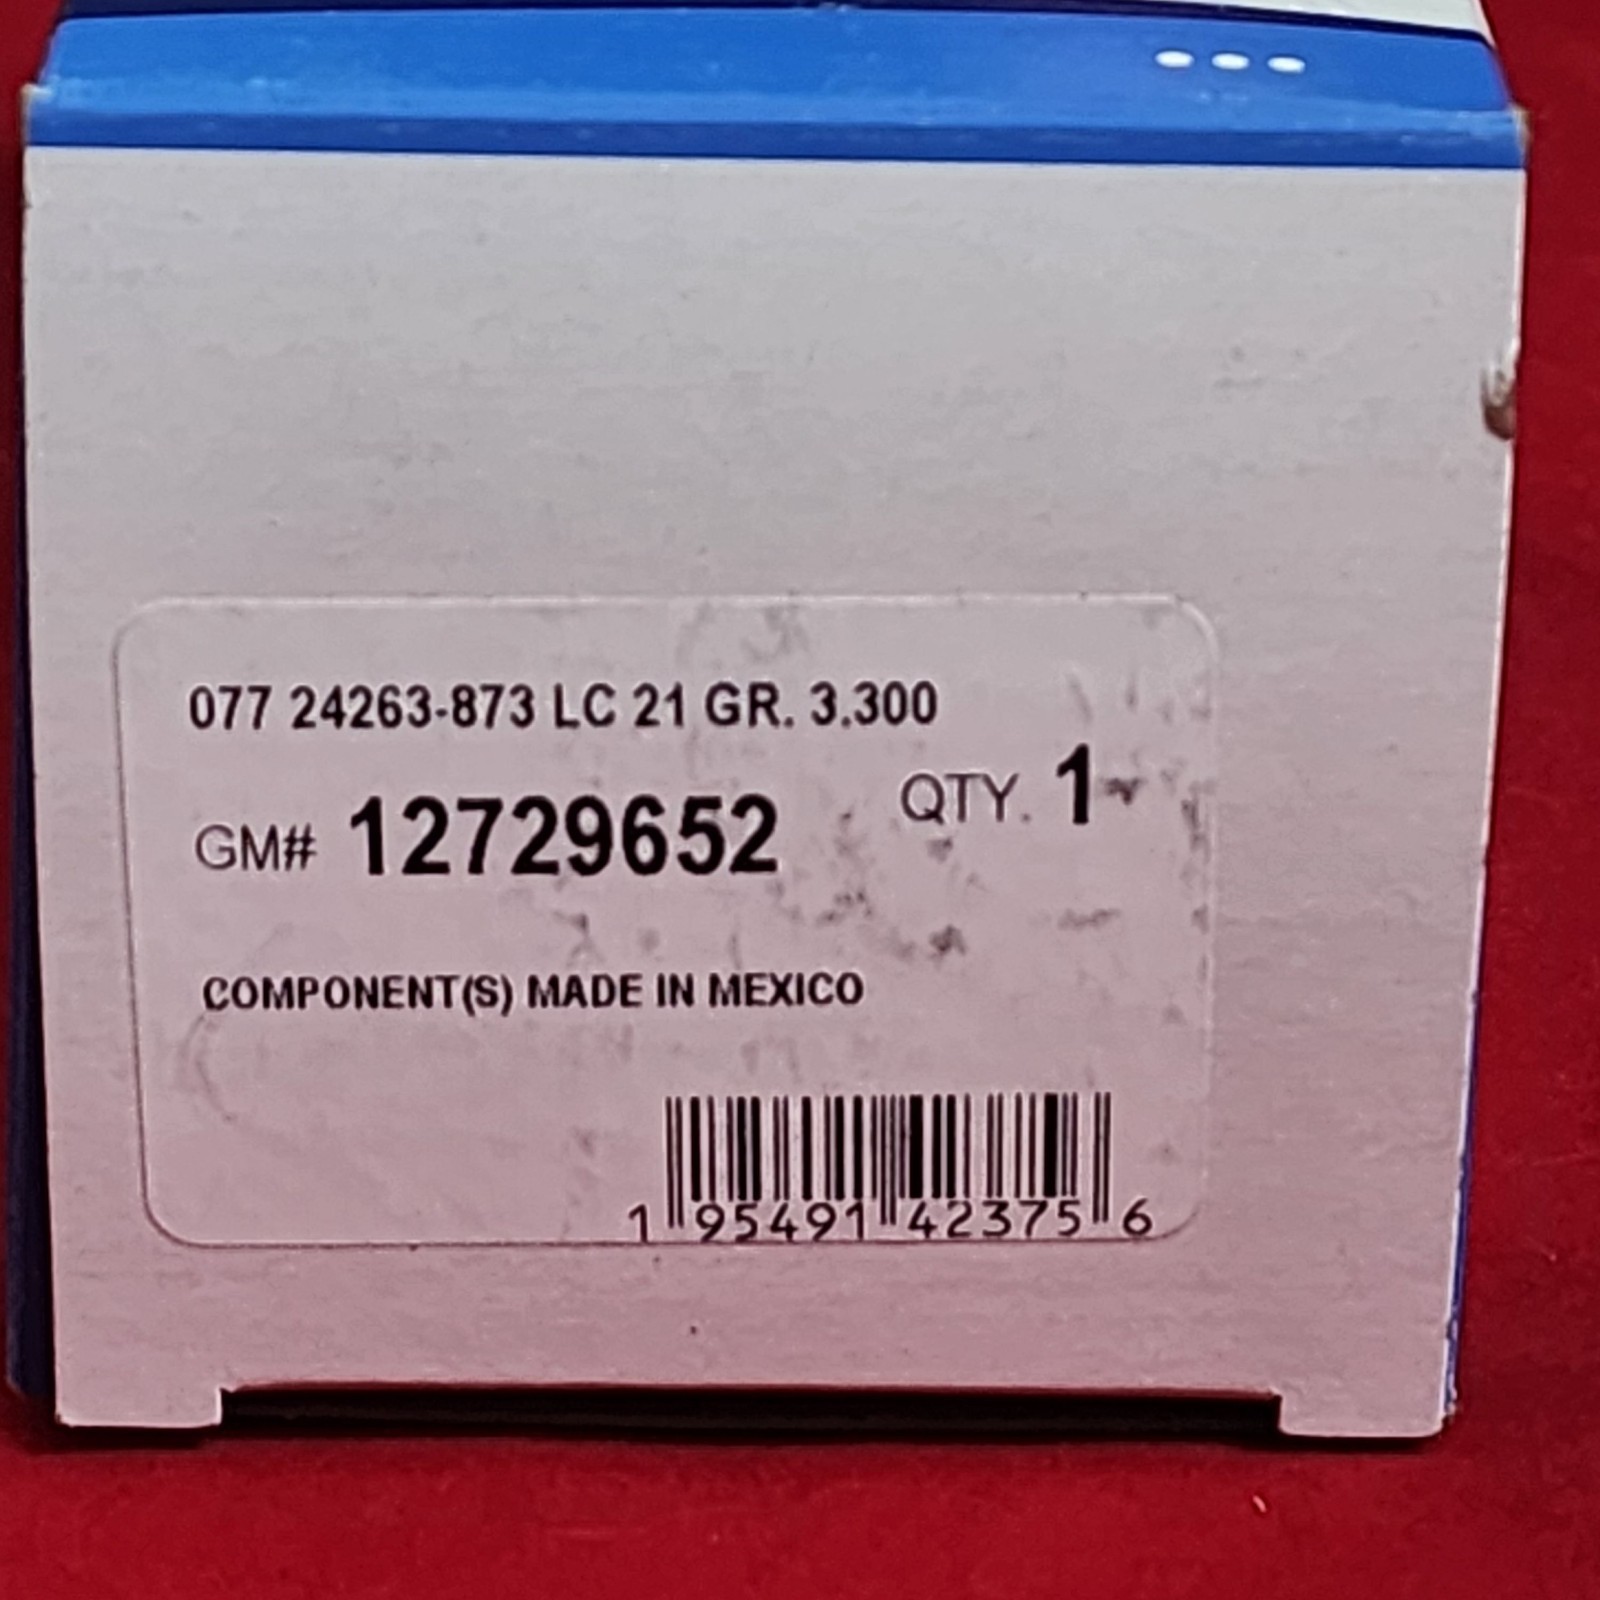 077 24263-873 LC 21 GR. 3.300
GM# 12729652 QTY. 1
COMPONENT(S) MADE IN MEXICO
1 95491 42375 6